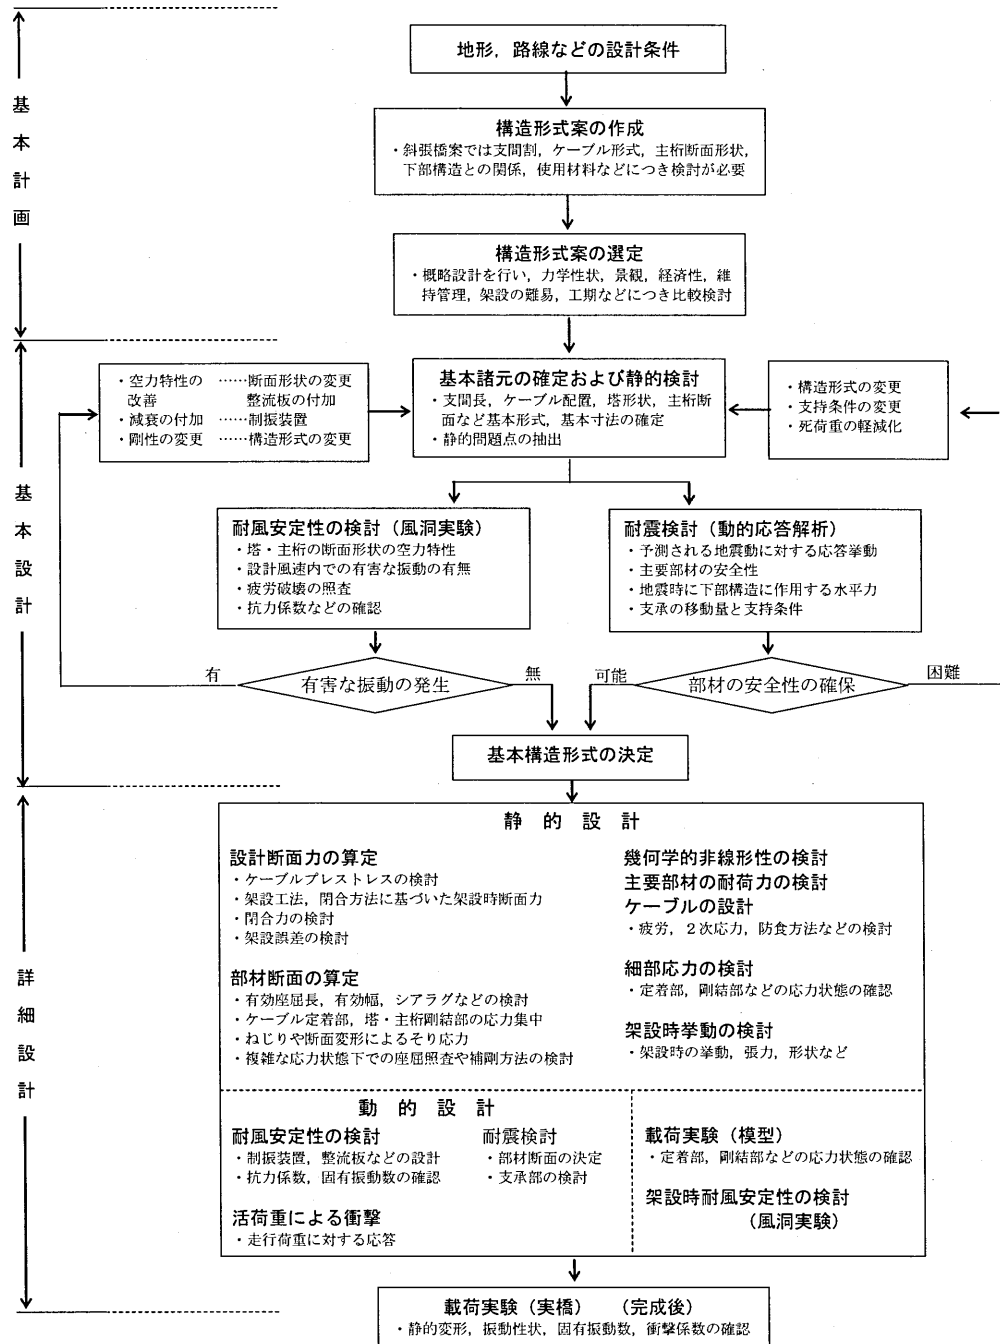 基本計画
地形，路線などの設計条件
構造形式案の作成
・斜張橋案では支間割，ケーブル形式，主桁断面形状，
下部構造との関係，使用材料などにつき検討が必要
構造形式案の選定
・概略設計を行い，力学性状，景観，経済性，維
持管理，架設の難易，工期などにつき比較検討
基本設計
・空力特性の　……断面形状の変更
改善　整流板の付加
・減衰の付加　……制振装置
・剛性の変更　……構造形式の変更
基本諸元の確定および静的検討
・支間長，ケーブル配置，塔形状，主桁断
面など基本形式，基本寸法の確定
・静的問題点の抽出
・構造形式の変更
・支持条件の変更
・死荷重の軽減化
耐風安定性の検討（風洞実験）
・塔・主桁の断面形状の空力特性
・設計風速内での有害な振動の有無
・疲労破壊の照査
・抗力係数などの確認
耐震検討（動的応答解析）
・予測される地震動に対する応答挙動
・主要部材の安全性
・地震時に下部構造に作用する水平力
・支承の移動量と支持条件
有
有害な振動の発生
無
可能
部材の安全性の確保
困難
基本構造形式の決定
詳細設計
静的設計
設計断面力の算定
・ケーブルプレストレスの検討
・架設工法，閉合方法に基づいた架設時断面力
・閉合力の検討
・架設誤差の検討
部材断面の算定
・有効座屈長，有効幅，シアラグなどの検討
・ケーブル定着部，塔・主桁剛結部の応力集中
・ねじりや断面変形によるそり応力
・複雑な応力状態下での座屈照査や補剛方法の検討
幾何学的非線形性の検討
主要部材の耐荷力の検討
ケーブルの設計
・疲労，２次応力，防食方法などの検討
細部応力の検討
・定着部，剛結部などの応力状態の確認
架設時挙動の検討
・架設時の挙動，張力，形状など
動的設計
耐風安定性の検討
・制振装置，整流板などの設計
・抗力係数，固有振動数の確認
耐震検討
・部材断面の決定
・支承部の検討
活荷重による衝撃
・走行荷重に対する応答
載荷実験（模型）
・定着部，剛結部などの応力状態の確認
架設時耐風安定性の検討
（風洞実験）
載荷実験（実橋）　（完成後）
・静的変形，振動性状，固有振動数，衝撃係数の確認